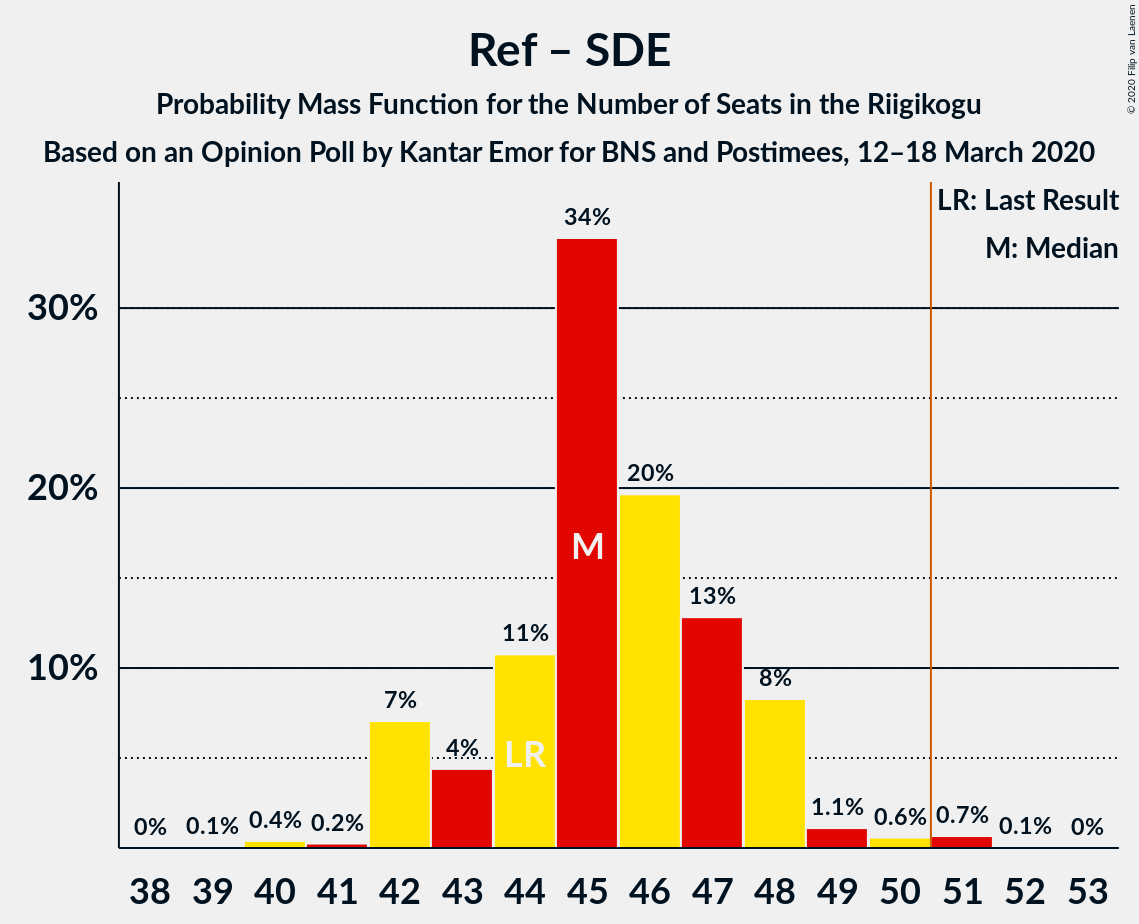 Ref – SDE
Probability Mass Function for the Number of Seats in the Riigikogu
Based on an Opinion Poll by Kantar Emor for BNS and Postimees, 12–18 March 2020
© 2020 Filip van Laenen
LR: Last Result
M: Median
30%
20%
10%
0%
0.1%
0.4%
0.2%
7%
4%
11%
34%
20%
13%
8%
1.1%
0.6%
0.7%
0.1%
0%
M
LR
38 39 40 41 42 43 44 45 46 47 48 49 50 51 52 53